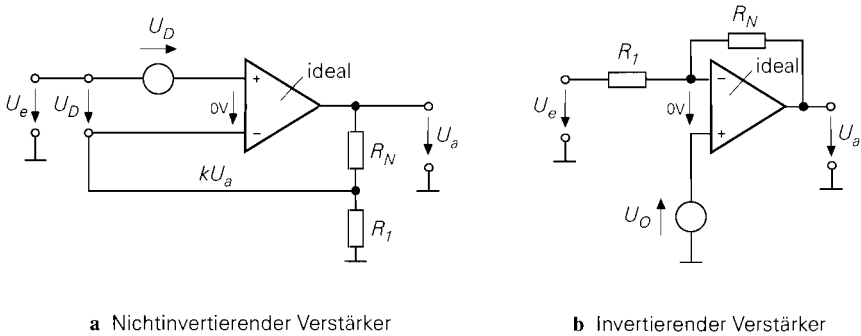 U_D
ideal
U_e
U_D
0V
+
−
R_N
U_a
kU_a
R_1
R_N
R_1
ideal
U_e
0V
−
+
U_a
U_O
a Nichtinvertierender Verstärker
b Invertierender Verstärker